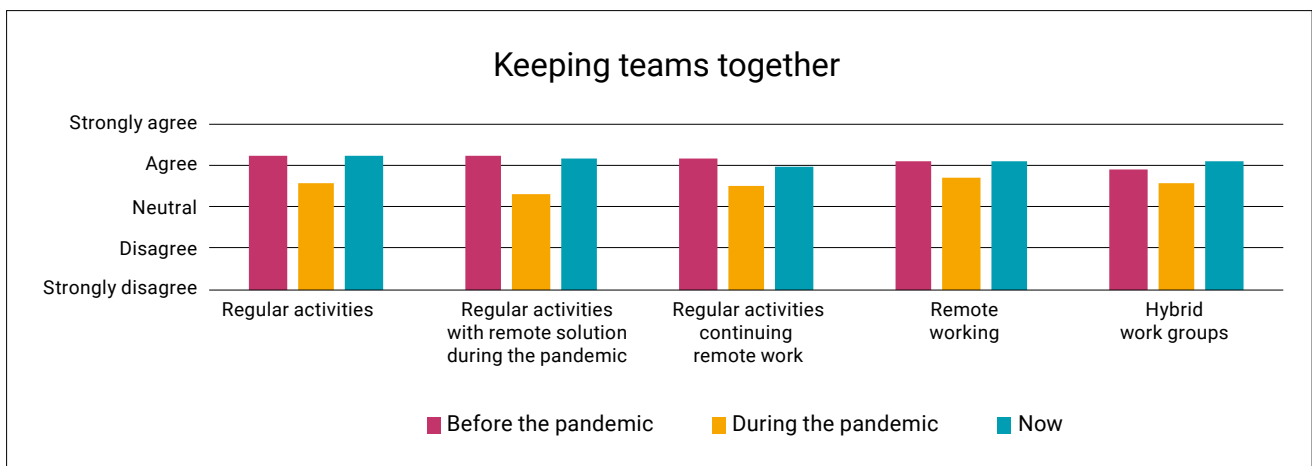 Keeping teams together
Strongly agree
Agree
Neutral
Disagree
Strongly disagree
Regular activities
Regular activities
with remote solution
during the pandemic
Regular activities
continuing
remote work
Remote
working
Hybrid
work groups
Before the pandemic
During the pandemic
Now